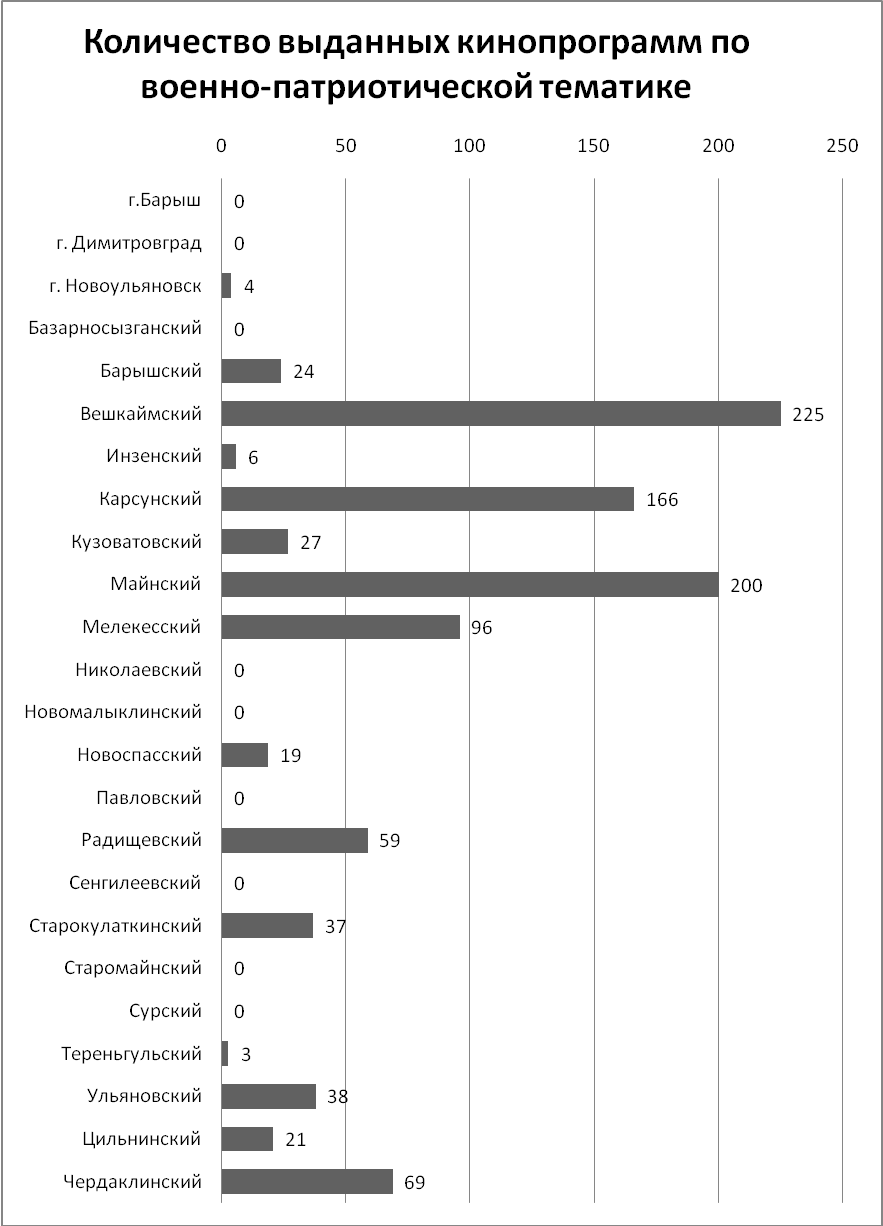 Количество выданных кинопрограмм по
военно-патриотической тематике
0 50 100 150 200 250
г.Барыш 0
г. Димитровград 0
г. Новоульяновск 4
Базарносызганский 0
Барышский 24
Вешкаймский 225
Инзенский 6
Карсунский 166
Кузоватовский 27
Майнский 200
Мелекесский 96
Николаевский 0
Новомалыклинский 0
Новоспасский 19
Павловский 0
Радищевский 59
Сенгилеевский 0
Старокулаткинский 37
Старомайнский 0
Сурский 0
Тереньгульский 3
Ульяновский 38
Цильнинский 21
Чердаклинский 69